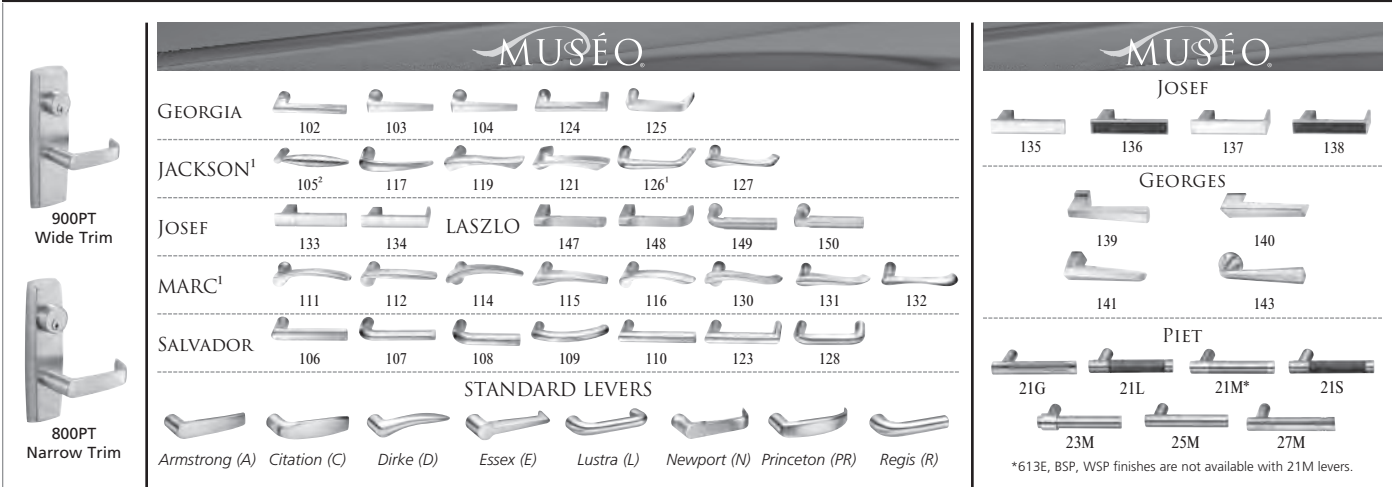 900PT
Wide Trim
800PT
Narrow Trim
MUSÉO®
GEORGIA
102 103 104 124 125
JACKSON¹
105² 117 119 121 126¹ 127
JOSEF
133 134
LASZLO
147 148 149 150
MARC¹
111 112 114 115 116 130 131 132
SALVADOR
106 107 108 109 110 123 128
STANDARD LEVERS
Armstrong (A) Citation (C) Dirke (D) Essex (E) Lustra (L) Newport (N) Princeton (PR) Regis (R)
MUSÉO®
JOSEF
135 136 137 138
GEORGES
139 140
141 143
PIET
21G 21L 21M* 21S
23M 25M 27M
*613E, BSP, WSP finishes are not available with 21M levers.